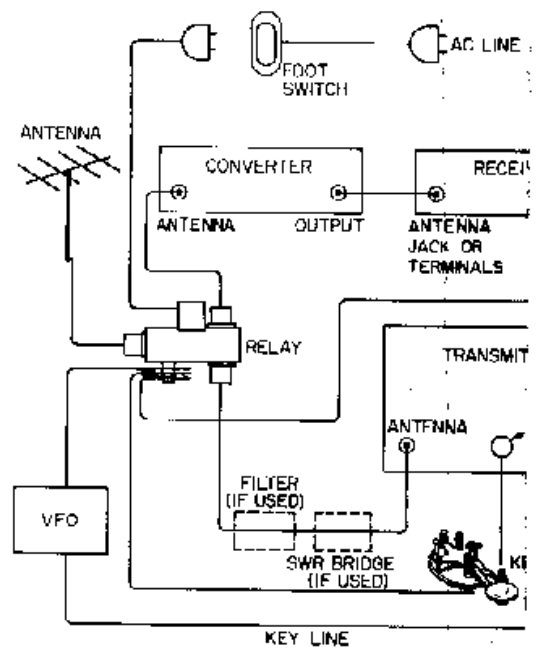 AC LINE
FOOT
SWITCH
ANTENNA
CONVERTER
ANTENNA
OUTPUT
ANTENNA
JACK OR
TERMINALS
RELAY
ANTENNA
FILTER
(IF USED)
VFO
SWR BRIDGE
(IF USED)
KEY LINE